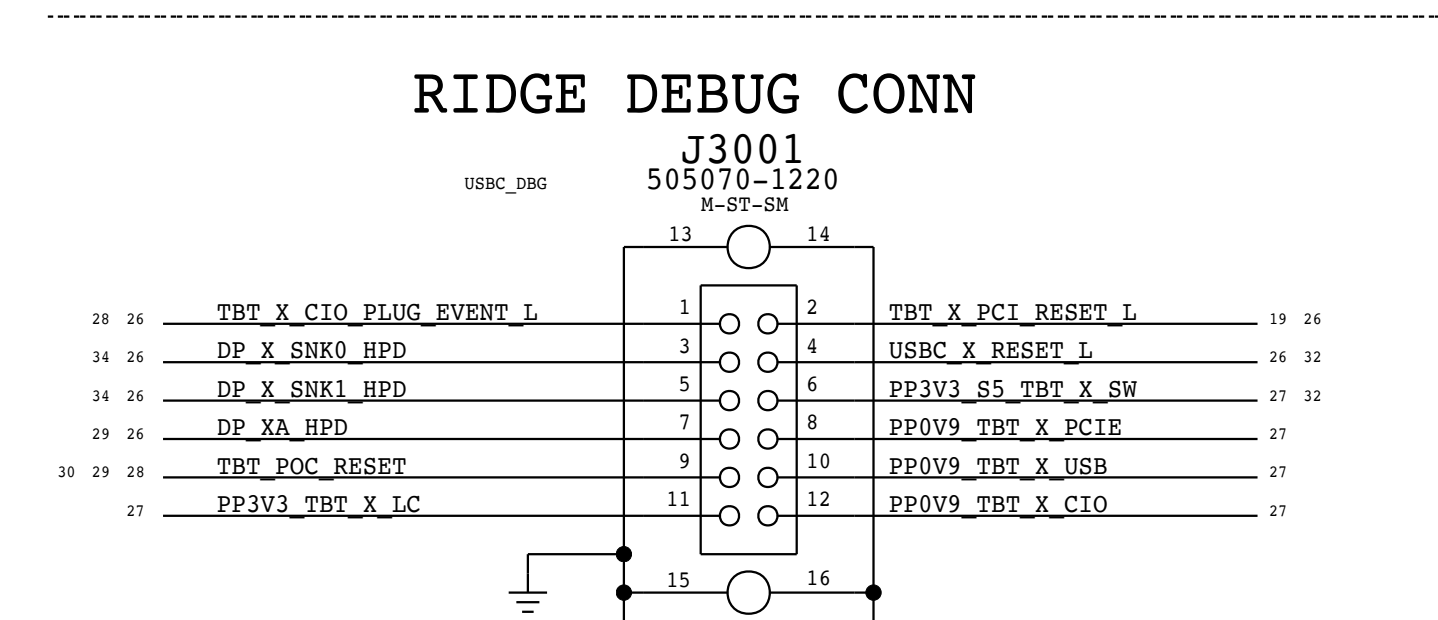 RIDGE DEBUG CONN
J3001
USBC_DBG 505070-1220
M-ST-SM
13 14
28 26 TBT_X_CIO_PLUG_EVENT_L 1 2 TBT_X_PCI_RESET_L 19 26
34 26 DP_X_SNK0_HPD 3 4 USBC_X_RESET_L 26 32
34 26 DP_X_SNK1_HPD 5 6 PP3V3_S5_TBT_X_SW 27 32
29 26 DP_XA_HPD 7 8 PP0V9_TBT_X_PCIE 27
30 29 28 TBT_POC_RESET 9 10 PP0V9_TBT_X_USB 27
27 PP3V3_TBT_X_LC 11 12 PP0V9_TBT_X_CIO 27
15 16